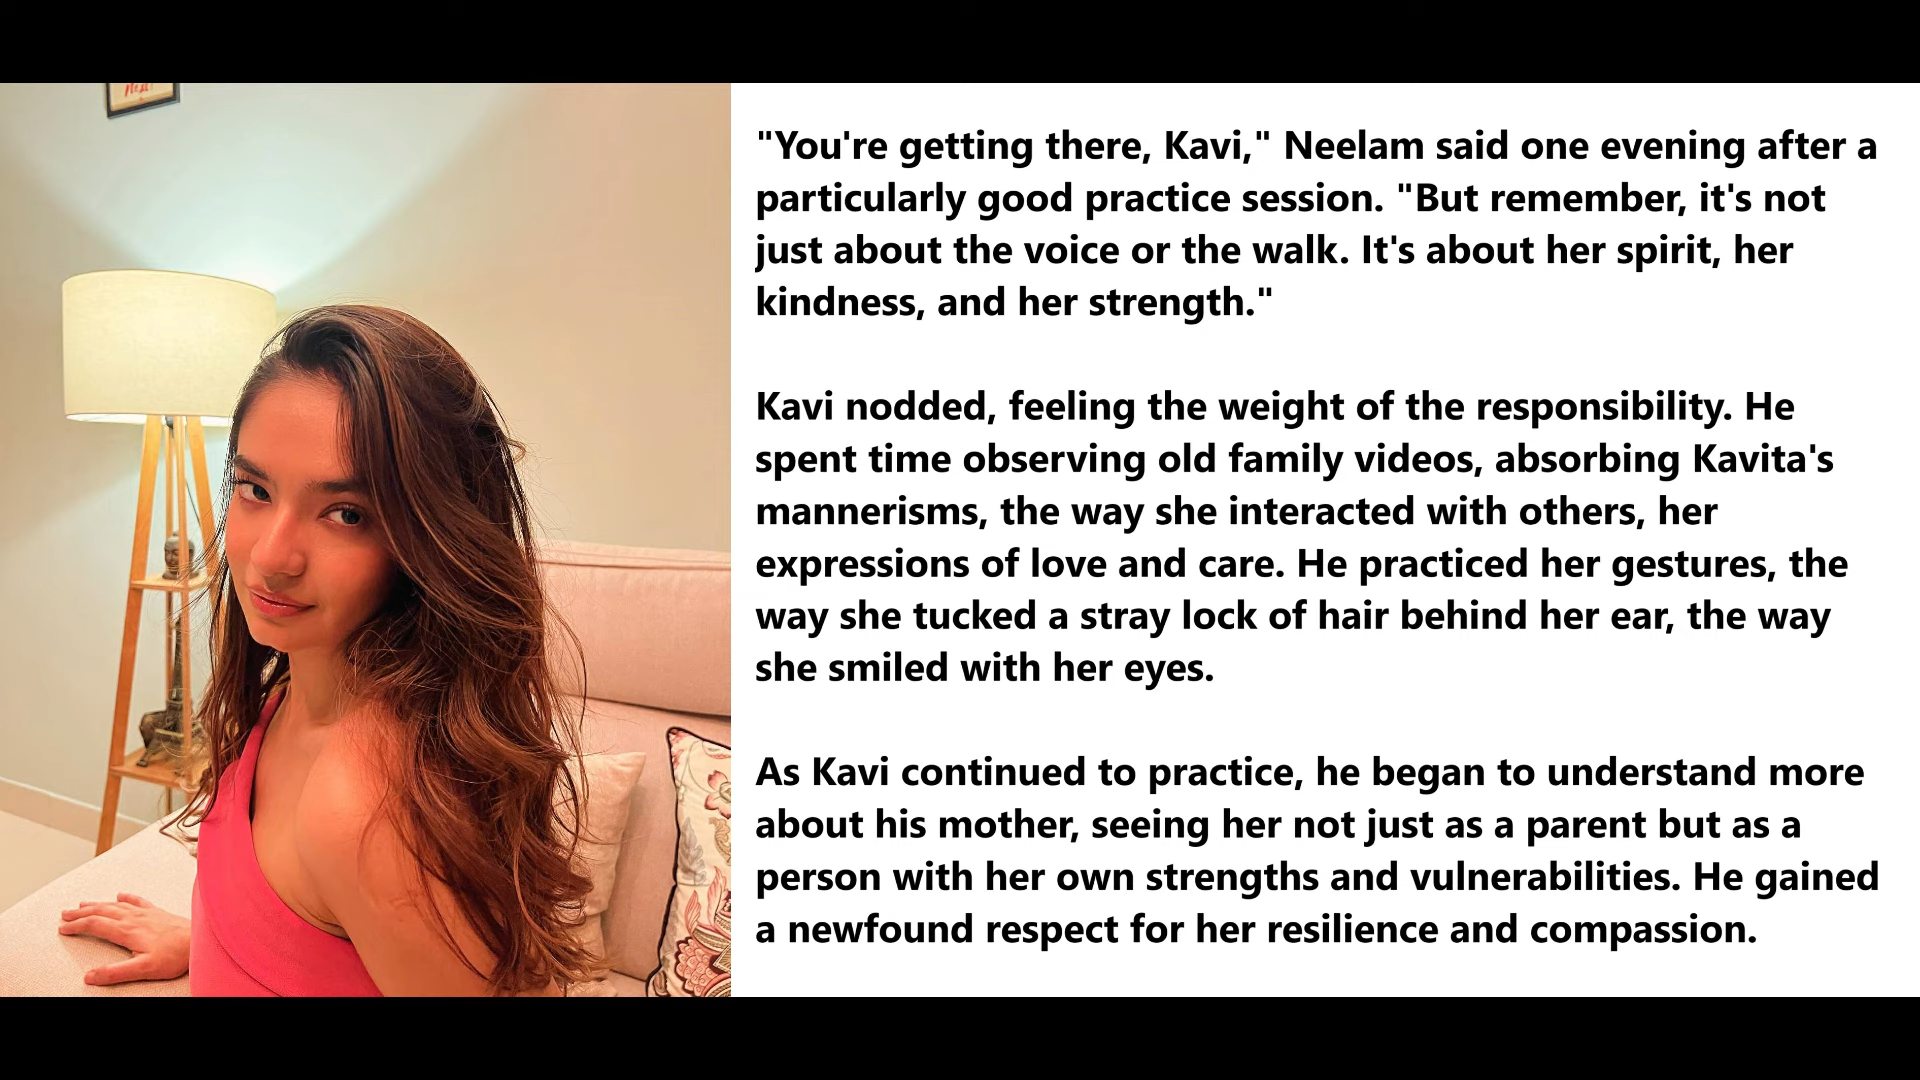 "You're getting there, Kavi," Neelam said one evening after a
particularly good practice session. "But remember, it's not
just about the voice or the walk. It's about her spirit, her
kindness, and her strength."
Kavi nodded, feeling the weight of the responsibility. He
spent time observing old family videos, absorbing Kavita's
mannerisms, the way she interacted with others, her
expressions of love and care. He practiced her gestures, the
way she tucked a stray lock of hair behind her ear, the way
she smiled with her eyes.
As Kavi continued to practice, he began to understand more
about his mother, seeing her not just as a parent but as a
person with her own strengths and vulnerabilities. He gained
a newfound respect for her resilience and compassion.